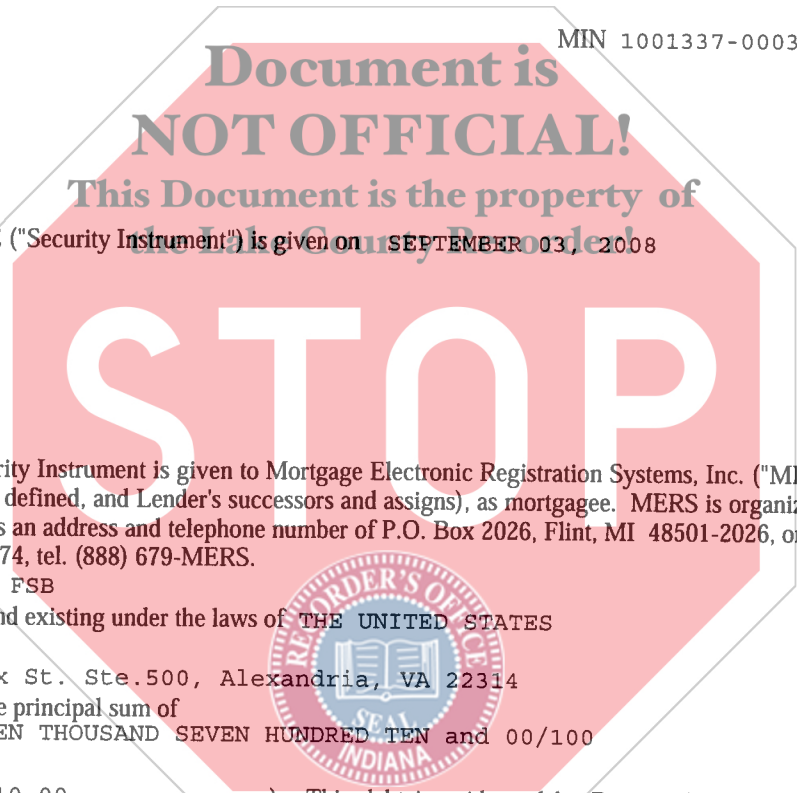 MIN 1001337-0003
Document is
NOT OFFICIAL!
This Document is the property of
the Lake County Recorder!
("Security Instrument") is given on SEPTEMBER 03, 2008
STOP
rity Instrument is given to Mortgage Electronic Registration Systems, Inc. ("ME
defined, and Lender's successors and assigns), as mortgagee. MERS is organiz
s an address and telephone number of P.O. Box 2026, Flint, MI 48501-2026, or
74, tel. (888) 679-MERS.
FSB
nd existing under the laws of THE UNITED STATES
x St. Ste.500, Alexandria, VA 22314
e principal sum of
EN THOUSAND SEVEN HUNDRED TEN and 00/100
RECORDER'S OFFICE
SEAL
INDIANA